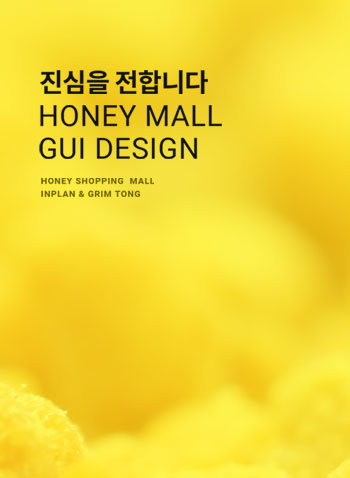 진심을 전합니다
HONEY MALL
GUI DESIGN
HONEY SHOPPING MALL
INPLAN & GRIM TONG